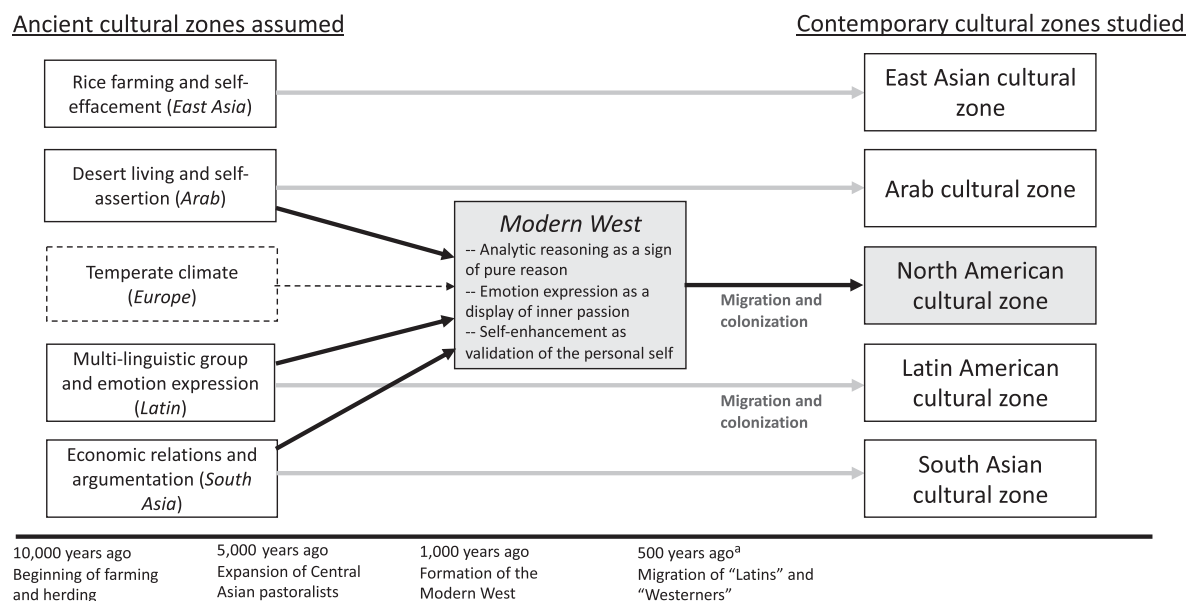 Ancient cultural zones assumed
Contemporary cultural zones studied
Rice farming and self-
effacement (East Asia)
East Asian cultural
zone
Desert living and self-
assertion (Arab)
Arab cultural zone
Modern West
-- Analytic reasoning as a sign
of pure reason
-- Emotion expression as a
display of inner passion
-- Self-enhancement as
validation of the personal self
Temperate climate
(Europe)
Migration and
colonization
North American
cultural zone
Multi-linguistic group
and emotion expression
(Latin)
Migration and
colonization
Latin American
cultural zone
Economic relations and
argumentation (South
Asia)
South Asian
cultural zone
10,000 years ago
Beginning of farming
and herding
5,000 years ago
Expansion of Central
Asian pastoralists
1,000 years ago
Formation of the
Modern West
500 years agoᵃ
Migration of “Latins” and
“Westerners”